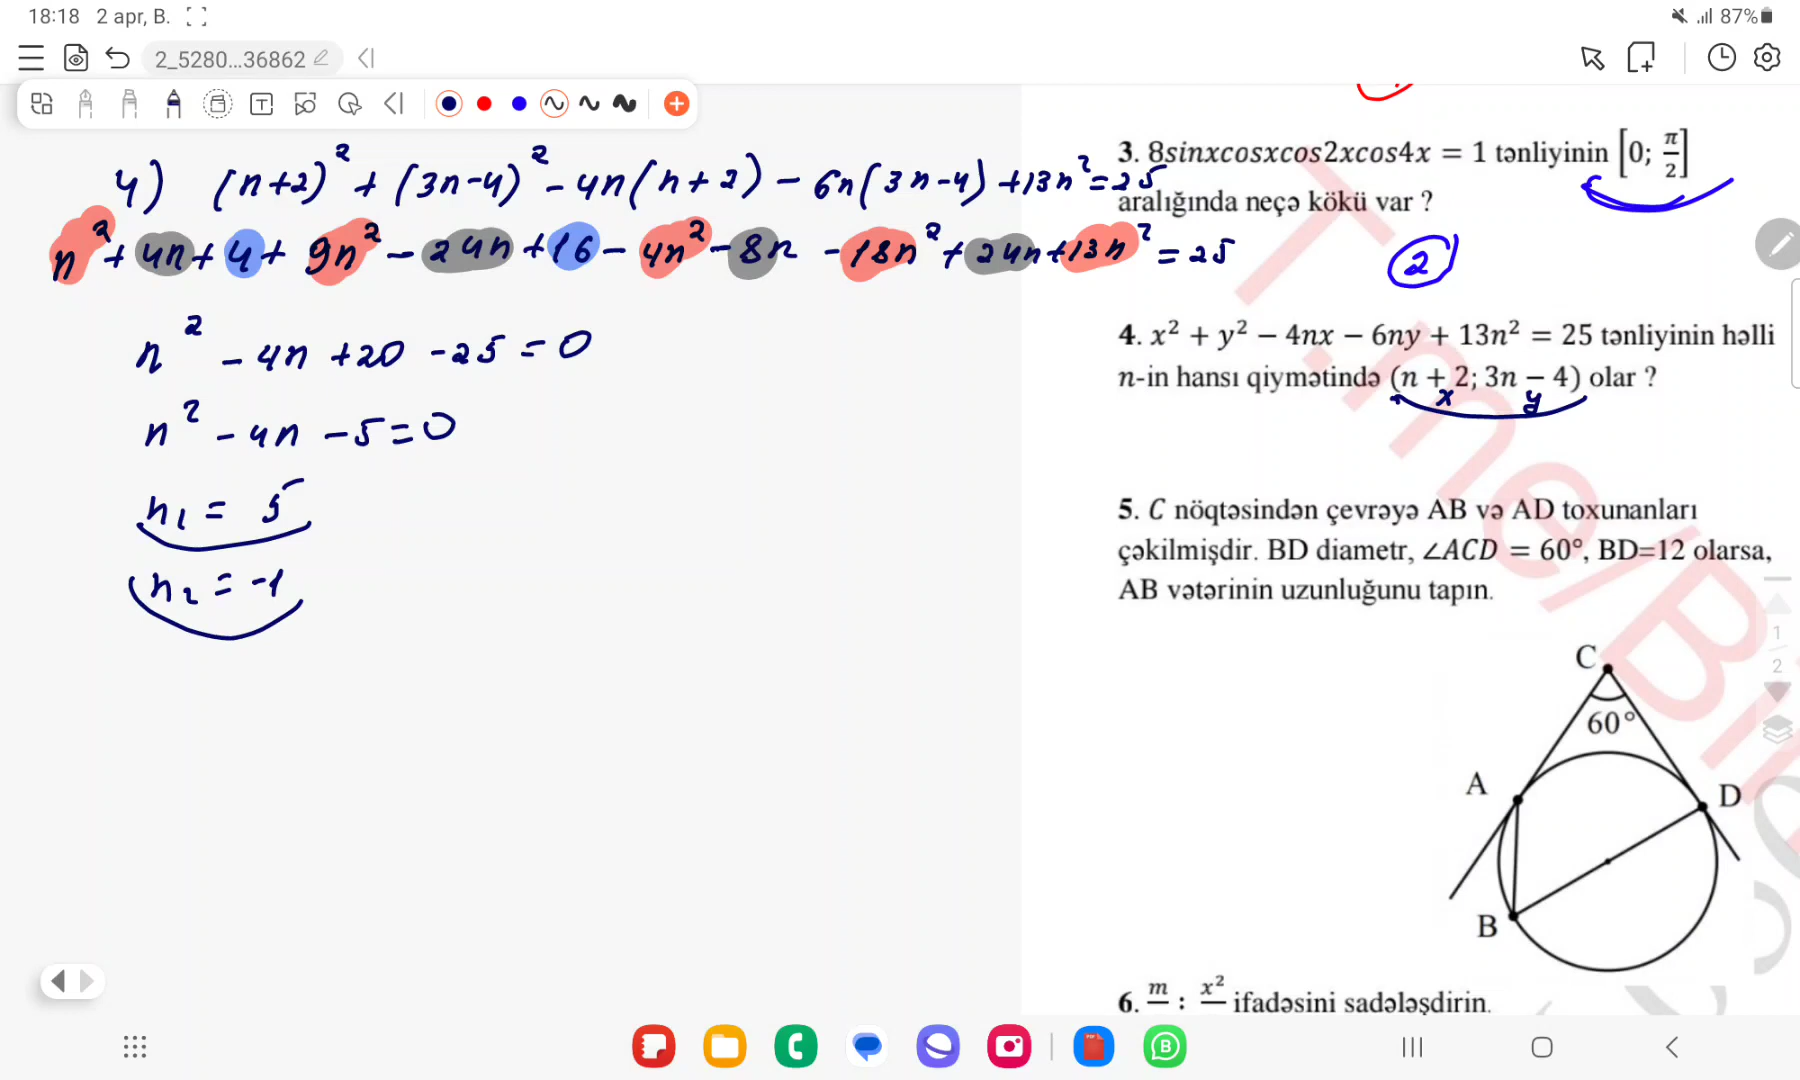 18:18 2 apr, B. 87%
2_5280...36862
4) (n+2)² + (3n-4)² - 4n(n+2) - 6n(3n-4) + 13n² = 25
n² + 4n + 4 + 9n² - 24n + 16 - 4n² - 8n - 18n² + 24n + 13n² = 25
n² - 4n + 20 - 25 = 0
n² - 4n - 5 = 0
n₁ = 5
n₂ = -1
3. 8sinxcosxcos2xcos4x = 1 tənliyinin [0; π/2]
aralığında neçə kökü var ?
2
4. x² + y² − 4nx − 6ny + 13n² = 25 tənliyinin həlli
n-in hansı qiymətində (n + 2; 3n − 4) olar ?
x y
5. C nöqtəsindən çevrəyə AB və AD toxunanları
çəkilmişdir. BD diametr, ∠ACD = 60°, BD=12 olarsa,
AB vətərinin uzunluğunu tapın.
C
60°
A
D
B
6. m : x² ifadəsini sadələşdirin.
T.me/Bi
1
2